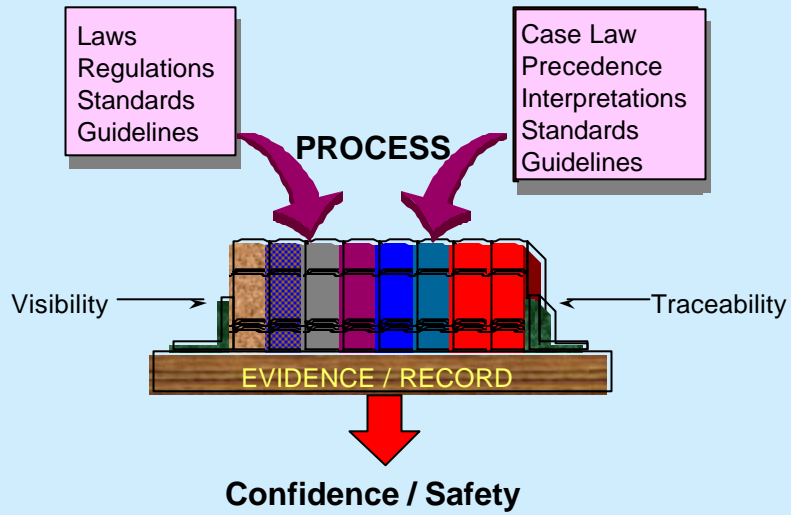 Laws
Regulations
Standards
Guidelines
Case Law
Precedence
Interpretations
Standards
Guidelines
PROCESS
Visibility
Traceability
EVIDENCE / RECORD
Confidence / Safety